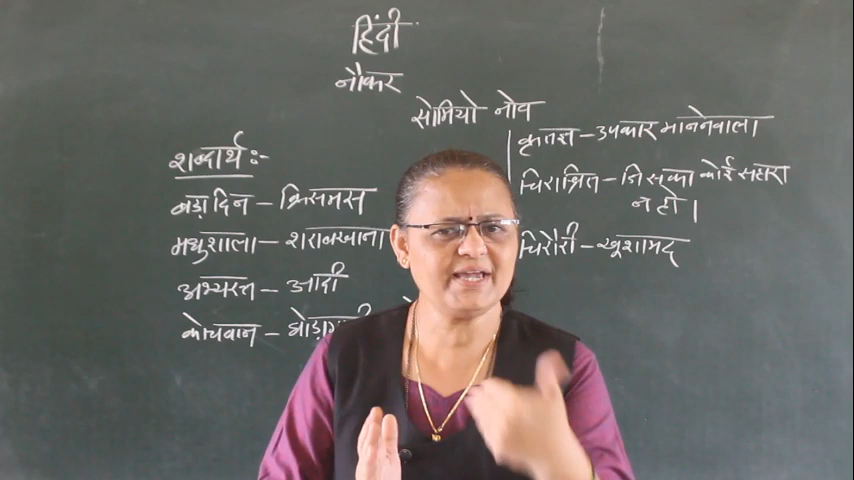 हिंदी
नौकर
सोमियो नोव
शब्दार्थ :-
बड़ा दिन – क्रिसमस
मधुशाला – शराबखाना
अभ्यस्त – आदी
कोचवान –
कृतज्ञ – उपकार माननेवाला
चिराश्रित – जिसका कोई सहारा
न हो।
चिरौरी – खुशामद